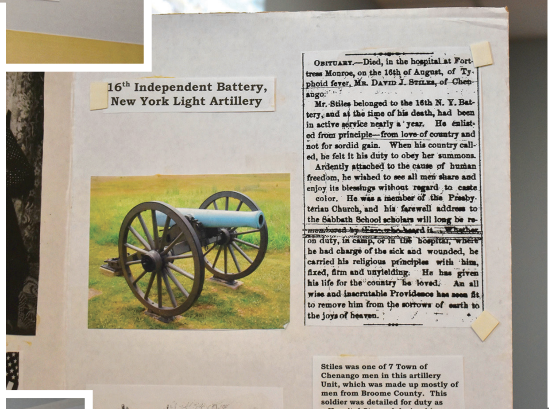 16th Independent Battery,
New York Light Artillery
OBITUARY.—Died, in the hospital at Fort-
tress Monroe, on the 16th of August, of Ty-
phoid fever, MR. DAVID J. STILES, of Chen-
ango.
Mr. Stiles belonged to the 16th N. Y. Bat-
tery, and at the time of his death, had been
in active service nearly a year. He enlist-
ed from principle—from love of country and
not for sordid gain. When his country call-
ed, he felt it his duty to obey her summons.
Ardently attached to the cause of human
freedom, he wished to see all men share and
enjoy its blessings without regard to caste
color. He was a member of the Presby-
terian Church, and his farewell address to
the Sabbath School scholars will long be re-
membered by who heard it. Whether
on duty, in camp, or in the hospital, where
he had charge of the sick and wounded, he
carried his religious principles with him,
fixed, firm and unyielding. He has given
his life for the country he loved. An all
wise and inscrutable Providence has seen fit
to remove him from the sorrows of earth to
the joys of heaven.
Stiles was one of 7 Town of
Chenango men in this artillery
Unit, which was made up mostly of
men from Broome County. This
soldier was detailed for duty as